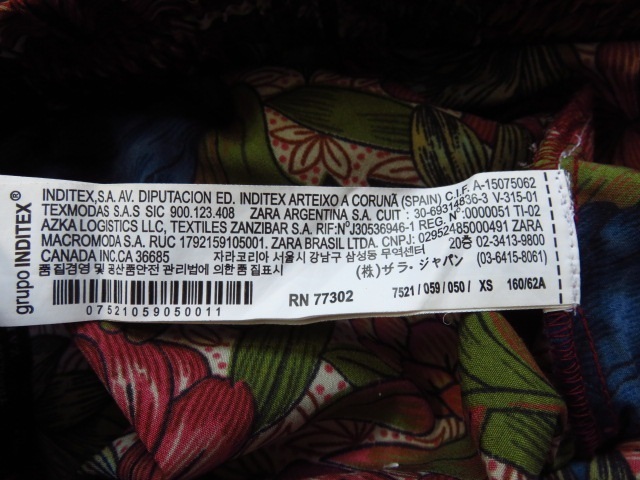 grupo INDITEX®
INDITEX,S.A. AV. DIPUTACION ED. INDITEX ARTEIXO A CORUÑA (SPAIN) C.I.F. A-15075062
TEXMODAS S.A.S SIC 900.123.408 ZARA ARGENTINA S.A. CUIT : 30-69314836-3 V-315-01
AZKA LOGISTICS LLC, TEXTILES ZANZIBAR S.A. RIF:NºJ30536946-1 REG. Nº:0000051 TI-02
MACROMODA S.A. RUC 1792159105001. ZARA BRASIL LTDA. CNPJ: 02952485000491 ZARA
CANADA INC.CA 36685 자라코리아 서울시 강남구 삼성동 무역센터 20층 02-3413-9800
품질경영 및 공산품안전 관리법에 의한 품질표시 (株) ザラ・ジャパン (03-6415-8061)
07521059050011 RN 77302 7521 / 059 / 050 / XS 160/62A